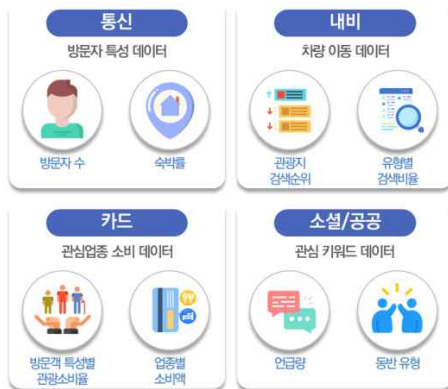 통신
방문자 특성 데이터
방문자 수
숙박률
내비
차량 이동 데이터
관광지
검색순위
유형별
검색비율
카드
관심업종 소비 데이터
방문객 특성별
관광소비율
업종별
소비액
소셜/공공
관심 키워드 데이터
언급량
동반 유형